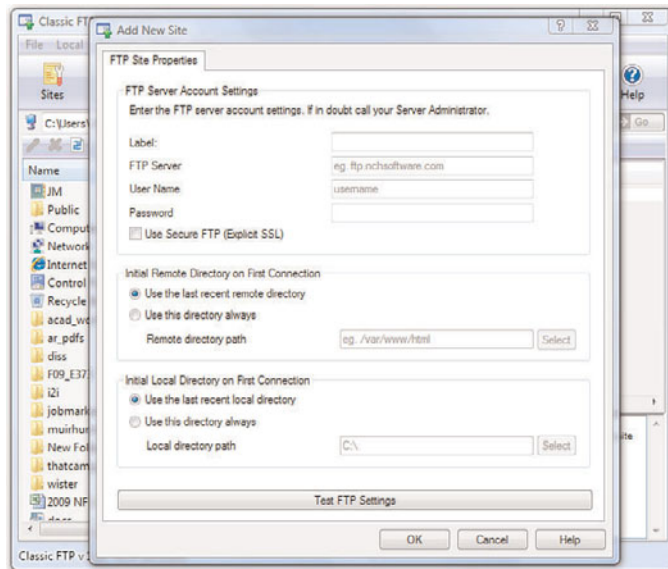 Classic FT
Add New Site
File Local
Sites
Help
C:\Users\
Go
Name
JM
Public
Comput
Network
Internet
Control
Recycle
acad_wo
ar_pdfs
diss
F09_E37
i2i
jobmark
muirhur
New Fol
thatcam
wister
2009 NF
docs
Classic FTP v
FTP Site Properties
FTP Server Account Settings
Enter the FTP server account settings. If in doubt call your Server Administrator.
Label:
FTP Server
eg. ftp.nchsoftware.com
User Name
username
Password
Use Secure FTP (Explicit SSL)
Initial Remote Directory on First Connection
Use the last recent remote directory
Use this directory always
Remote directory path
eg. /var/www/html
Select
Initial Local Directory on First Connection
Use the last recent local directory
Use this directory always
Local directory path
C:\
Select
Test FTP Settings
OK
Cancel
Help
ite